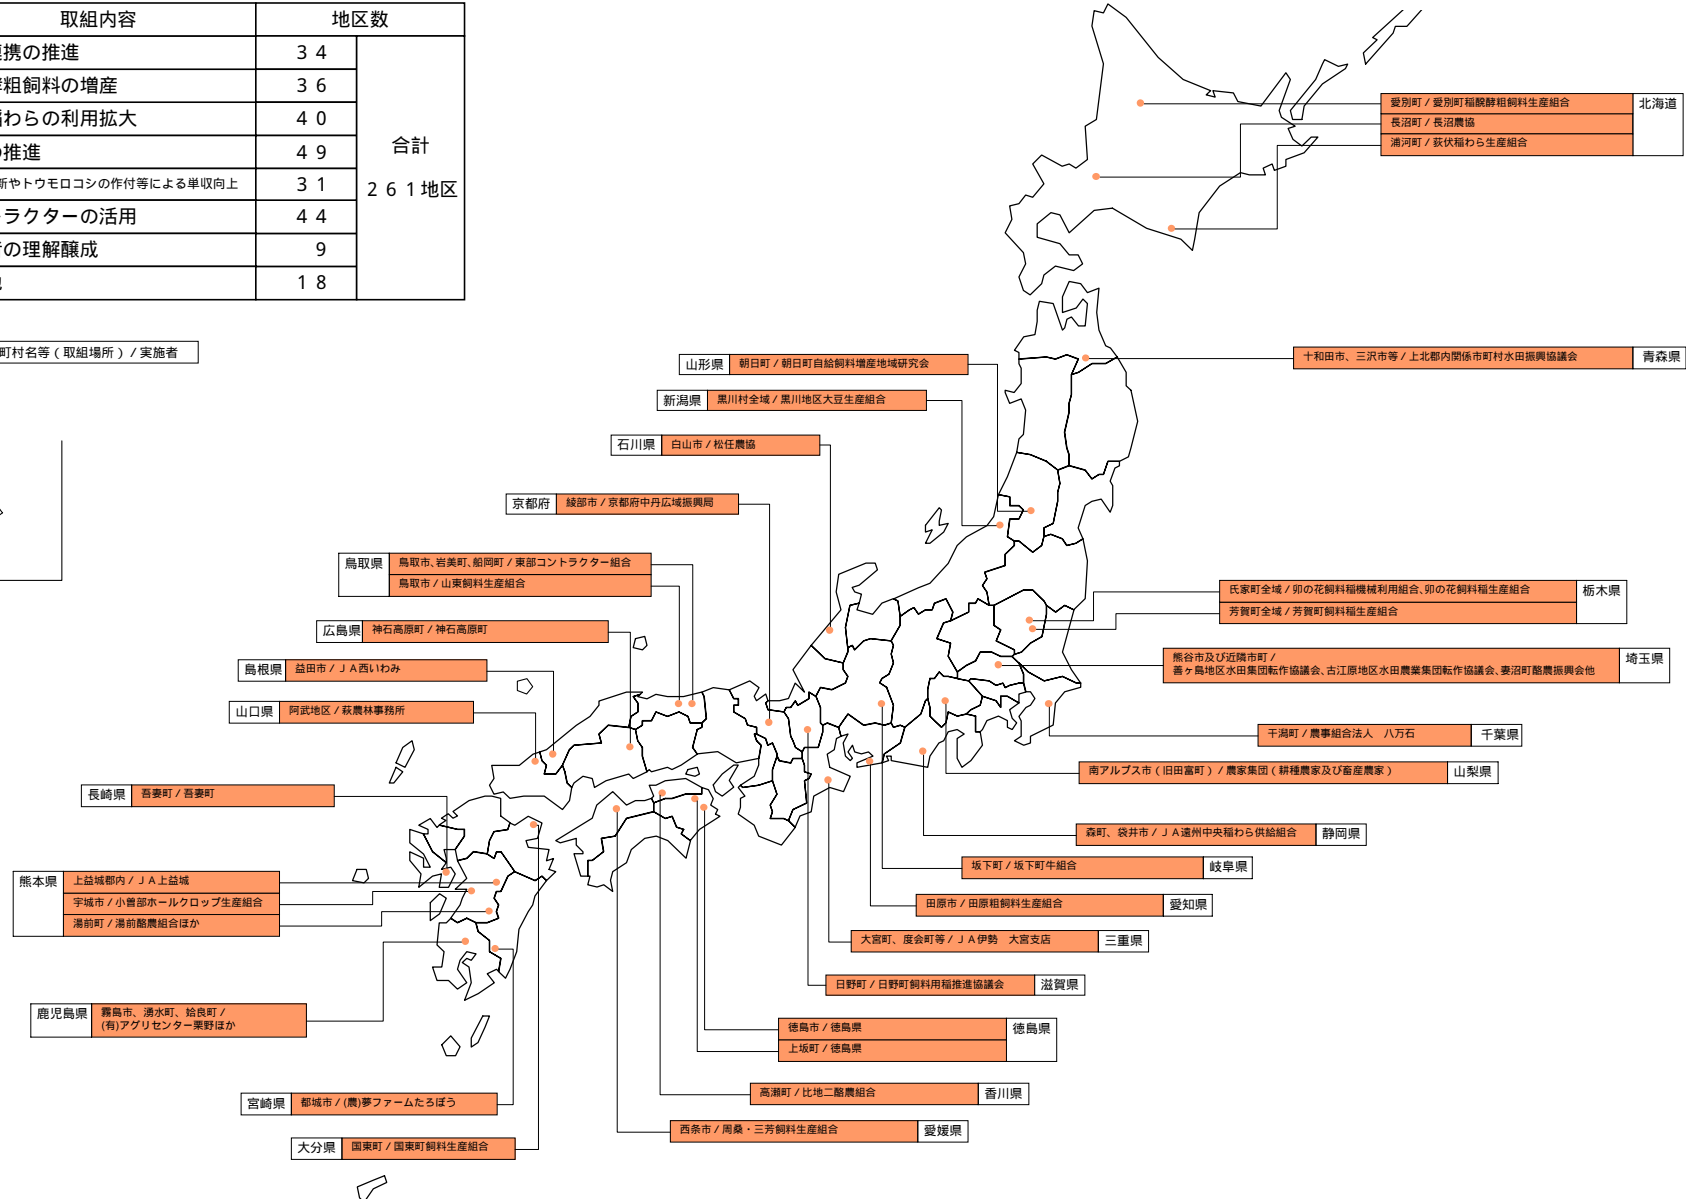 取組内容 地区数
携の推進 34
粗飼料の増産 36
わらの利用拡大 40
推進 49
新やトウモロコシの作付等による単収向上 31
ラクターの活用 44
の理解醸成 9
18
合計
261地区
町村名等(取組場所)/実施者
愛別町/愛別町稲醗酵粗飼料生産組合 北海道
長沼町/長沼農協
浦河町/荻伏稲わら生産組合
十和田市、三沢市等/上北郡内関係市町村水田振興協議会 青森県
山形県 朝日町/朝日町自給飼料増産地域研究会
新潟県 黒川村全域/黒川地区大豆生産組合
石川県 白山市/松任農協
京都府 綾部市/京都府中丹広域振興局
鳥取県 鳥取市、岩美町、船岡町/東部コントラクター組合
鳥取市/山東飼料生産組合
広島県 神石高原町/神石高原町
島根県 益田市/JA西いわみ
山口県 阿武地区/萩農林事務所
長崎県 吾妻町/吾妻町
熊本県 上益城郡内/JA上益城
宇城市/小曽部ホールクロップ生産組合
湯前町/湯前酪農組合ほか
鹿児島県 霧島市、湧水町、姶良町/
(有)アグリセンター栗野ほか
宮崎県 都城市/(農)夢ファームたろぼう
大分県 国東町/国東町飼料生産組合
氏家町全域/卯の花飼料稲機械利用組合、卯の花飼料稲生産組合 栃木県
芳賀町全域/芳賀町飼料稲生産組合
熊谷市及び近隣市町/ 埼玉県
善ヶ島地区水田集団転作協議会、古江原地区水田農業集団転作協議会、妻沼町酪農振興会他
干潟町/農事組合法人 八万石 千葉県
南アルプス市(旧田富町)/農家集団(耕種農家及び畜産農家) 山梨県
森町、袋井市/JA遠州中央稲わら供給組合 静岡県
坂下町/坂下町牛組合 岐阜県
田原市/田原粗飼料生産組合 愛知県
大宮町、度会町等/JA伊勢 大宮支店 三重県
日野町/日野町飼料用稲推進協議会 滋賀県
徳島市/徳島県 徳島県
上坂町/徳島県
高瀬町/比地二酪農組合 香川県
西条市/周桑・三芳飼料生産組合 愛媛県